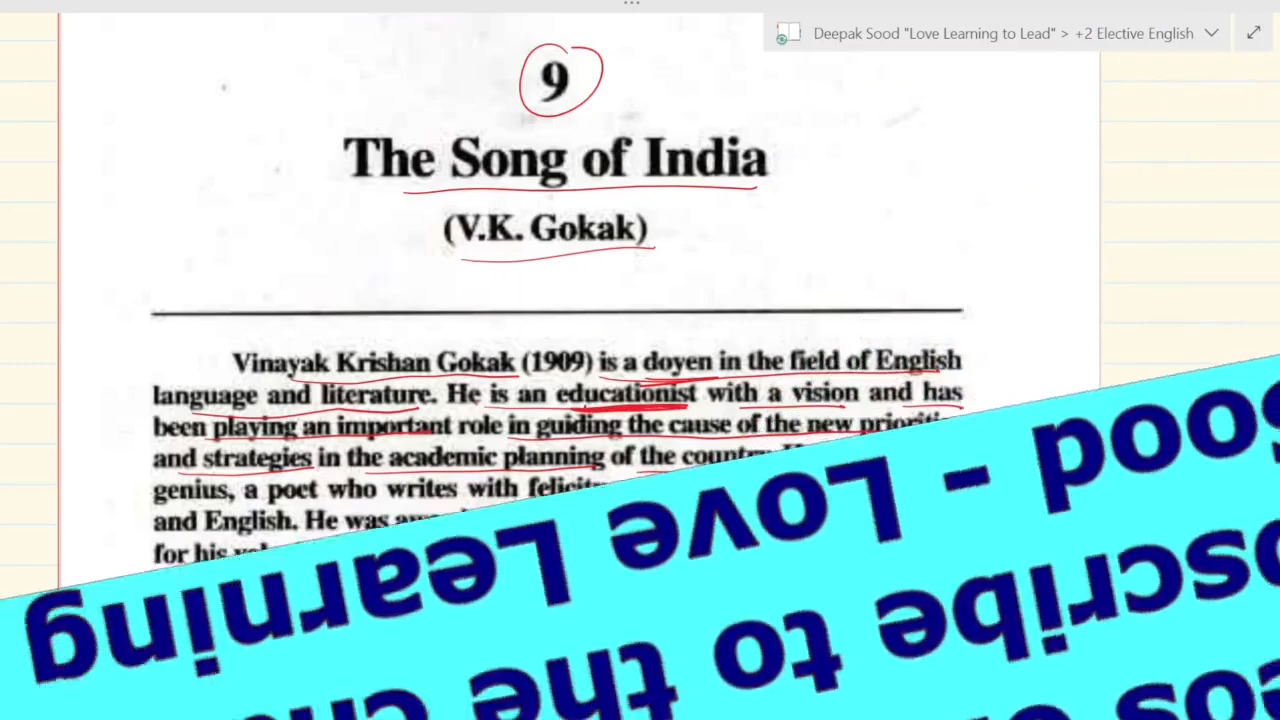 Deepak Sood "Love Learning to Lead" > +2 Elective English
9
The Song of India
(V.K. Gokak)
Vinayak Krishan Gokak (1909) is a doyen in the field of English
language and literature. He is an educationist with a vision and has
been playing an important role in guiding the cause of the new
and strategies in the academic planning of the
genius, a poet who writes with
and English. He was
for his
to the
Sood - Love Learning